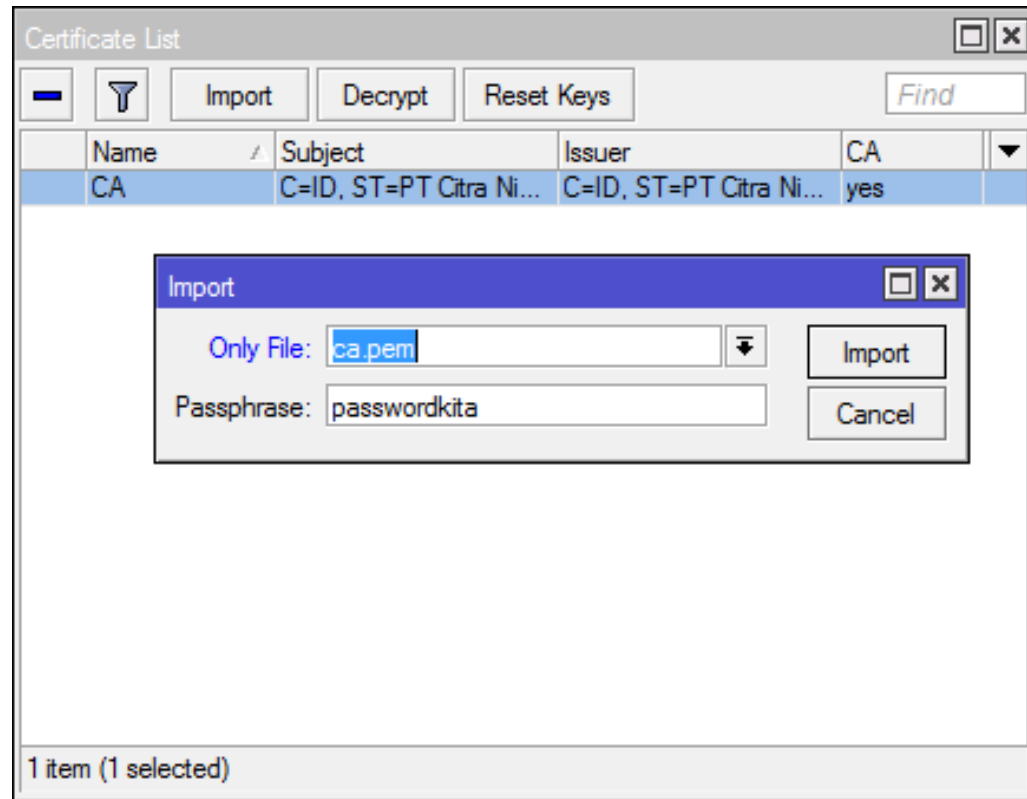 Certificate List
Import Decrypt Reset Keys Find
Name Subject Issuer CA
CA C=ID, ST=PT Citra Ni... C=ID, ST=PT Citra Ni... yes
Import
Only File: ca.pem Import
Passphrase: passwordkita Cancel
1 item (1 selected)